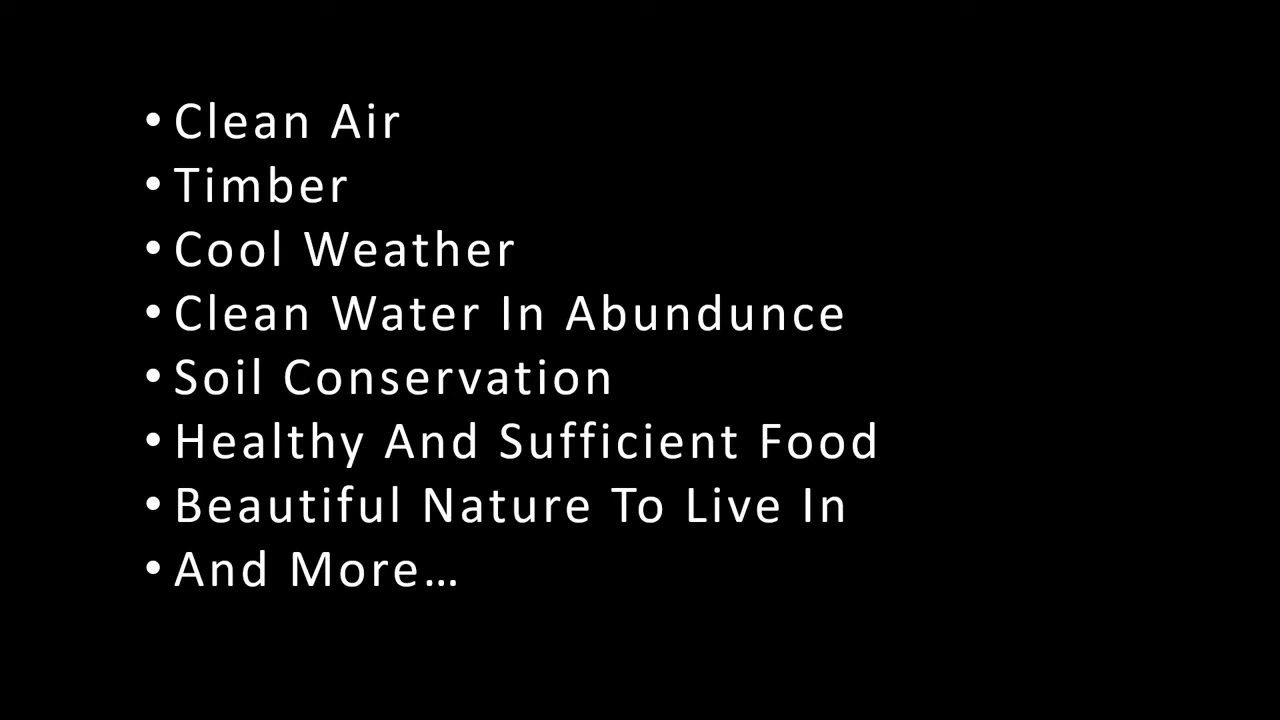 • Clean Air
• Timber
• Cool Weather
• Clean Water In Abundunce
• Soil Conservation
• Healthy And Sufficient Food
• Beautiful Nature To Live In
• And More…